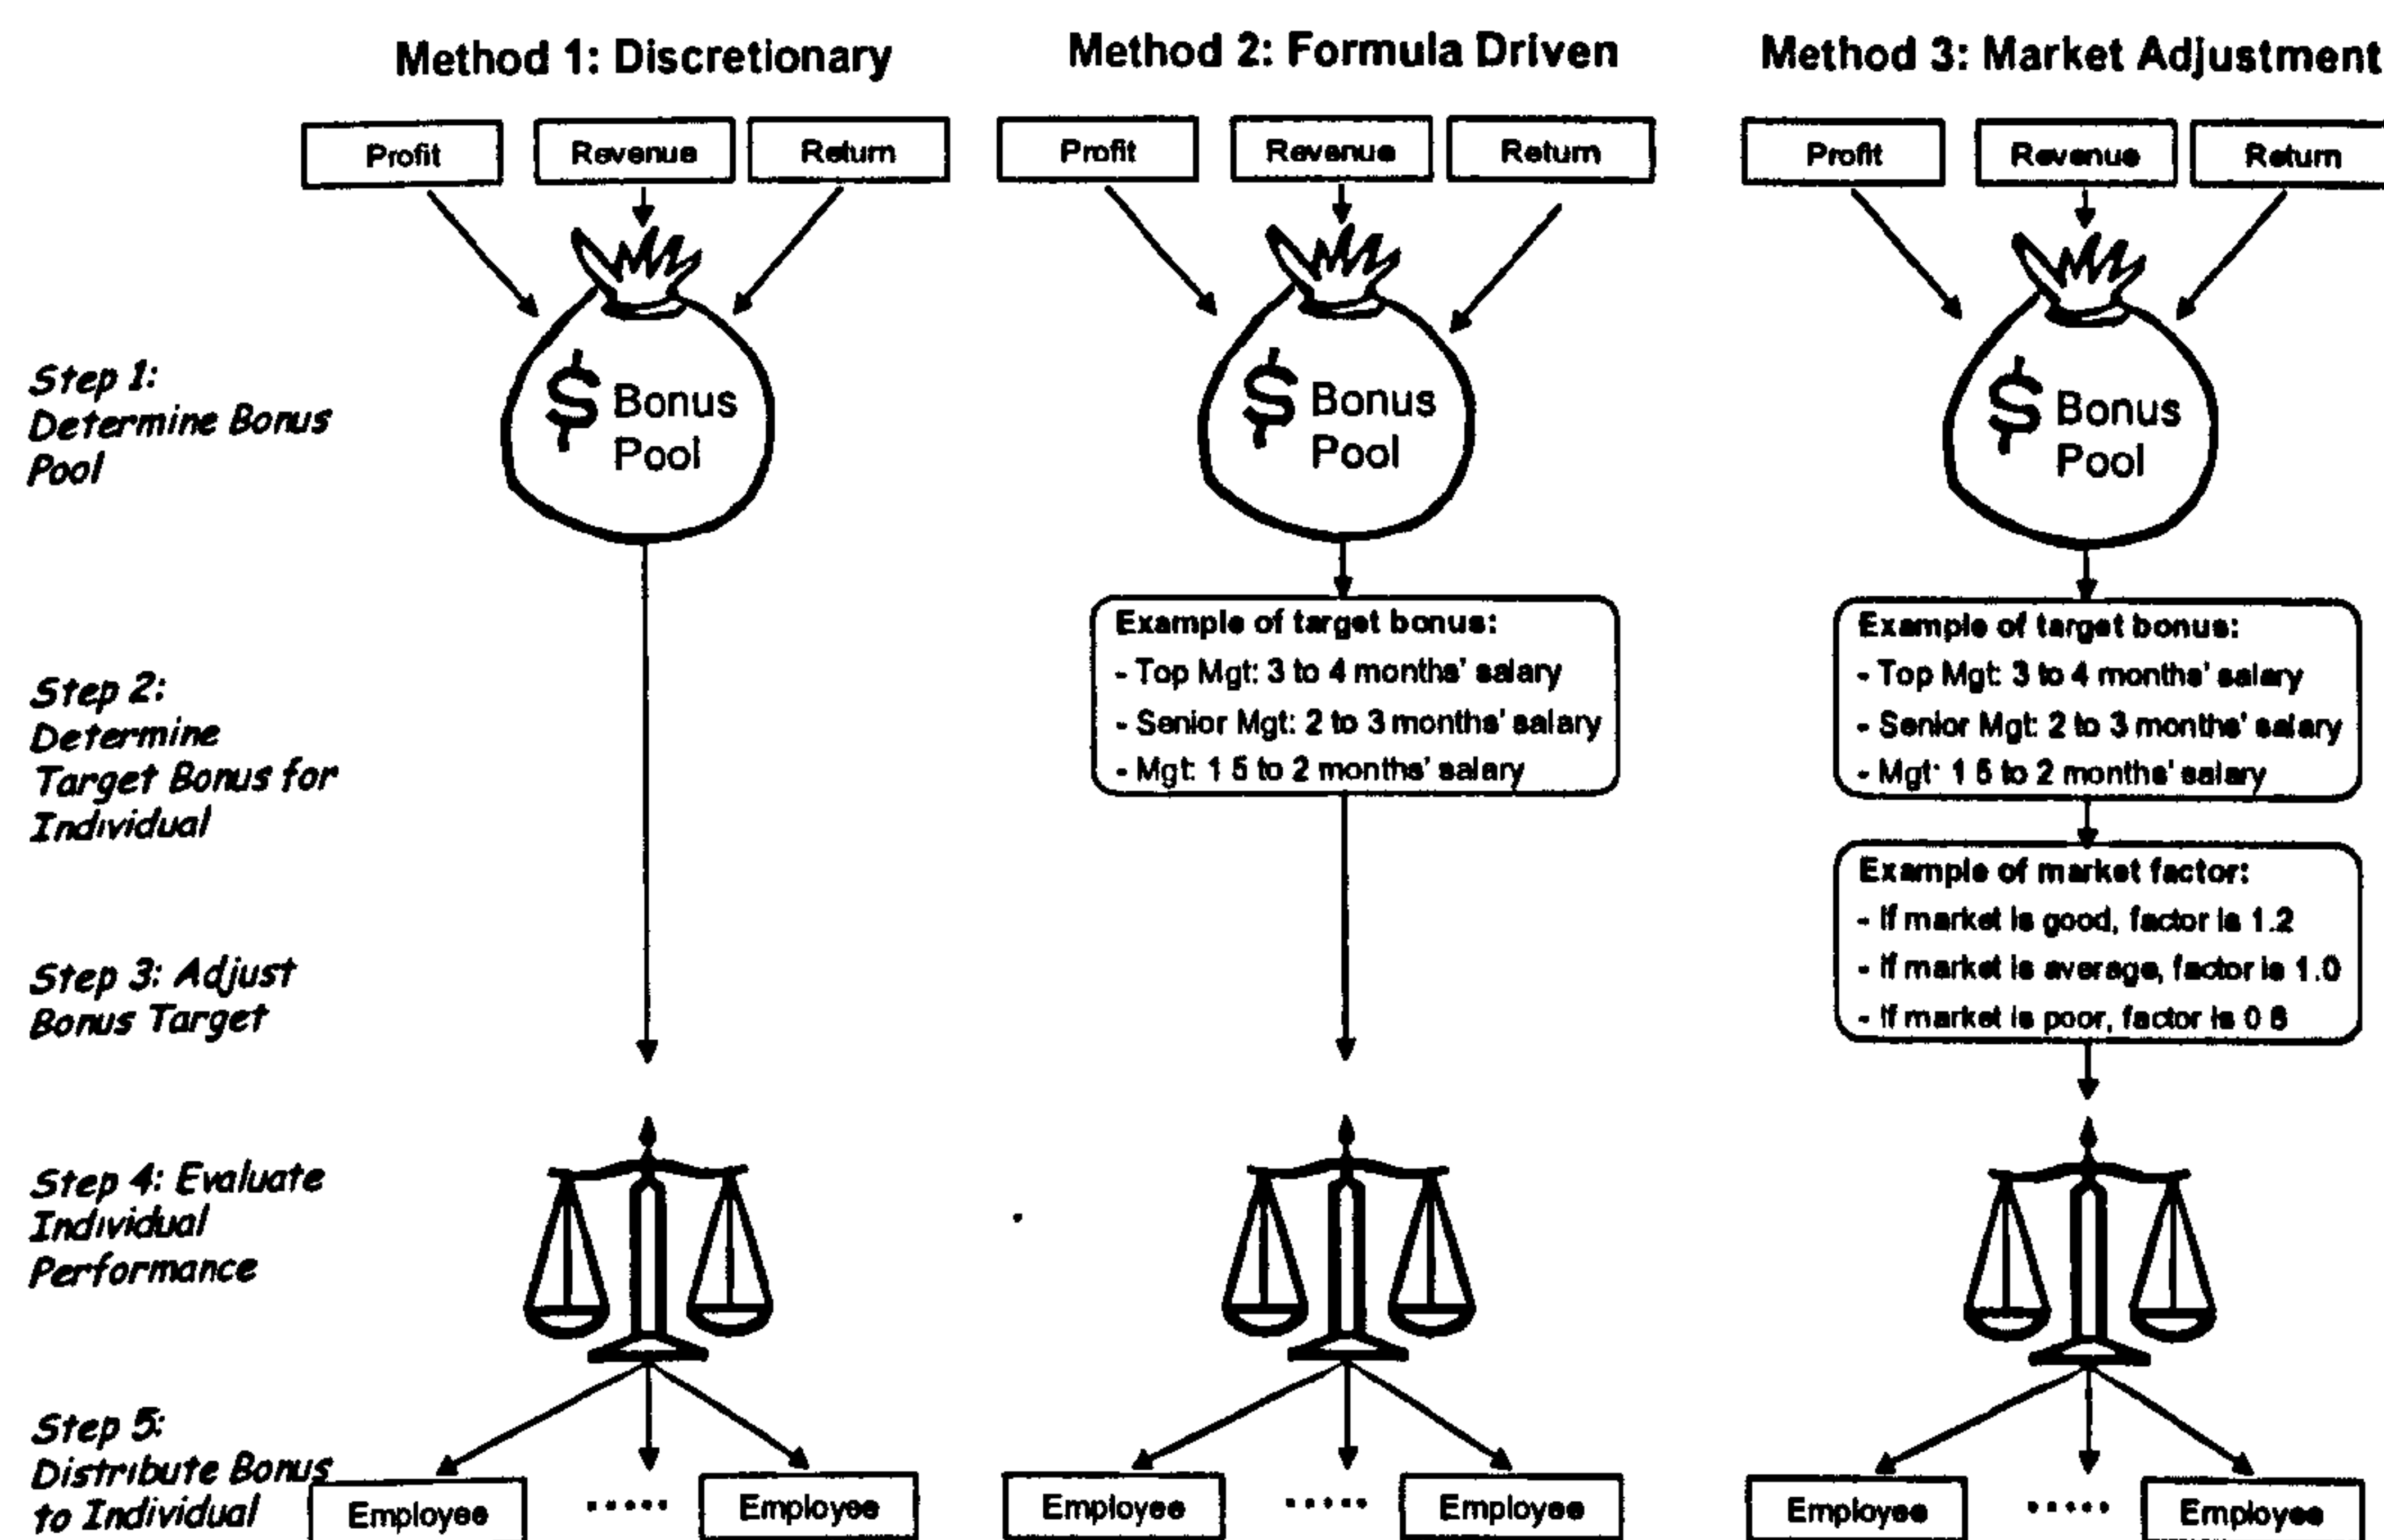 Method 1: Discretionary
Method 2: Formula Driven
Method 3: Market Adjustment
Profit
Revenue
Return
Profit
Revenue
Return
Profit
Revenue
Return
Step 1:
Determine Bonus
Pool
$ Bonus
Pool
$ Bonus
Pool
$ Bonus
Pool
Step 2:
Determine
Target Bonus for
Individual
Example of target bonus:
- Top Mgt: 3 to 4 months' salary
- Senior Mgt: 2 to 3 months' salary
- Mgt: 1 5 to 2 months' salary
Example of target bonus:
- Top Mgt: 3 to 4 months' salary
- Senior Mgt: 2 to 3 months' salary
- Mgt: 1 5 to 2 months' salary
Step 3: Adjust
Bonus Target
Example of market factor:
- If market is good, factor is 1.2
- If market is average, factor is 1.0
- If market is poor, factor is 0
Step 4: Evaluate
Individual
Performance
Step 5:
Distribute Bonus
to Individual
Employee
.....
Employee
Employee
.....
Employee
Employee
.....
Employee